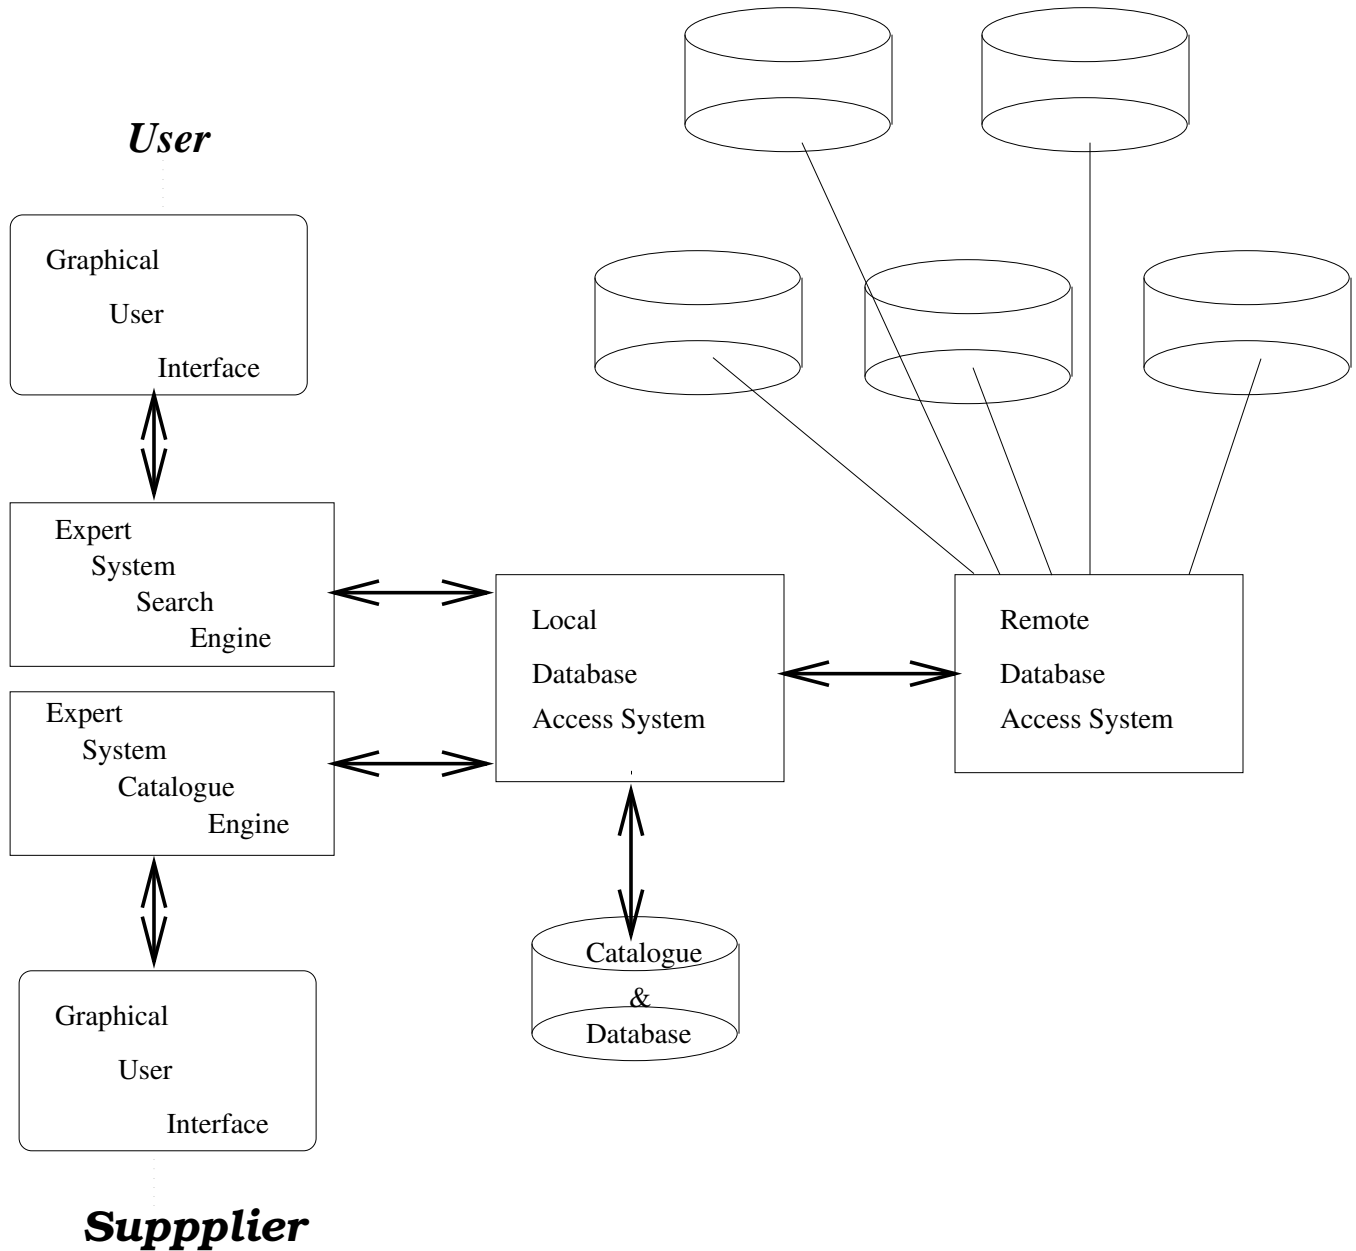 User
Graphical
User
Interface
Expert
System
Search
Engine
Expert
System
Catalogue
Engine
Graphical
User
Interface
Suppplier
Local
Database
Access System
Catalogue
&
Database
Remote
Database
Access System